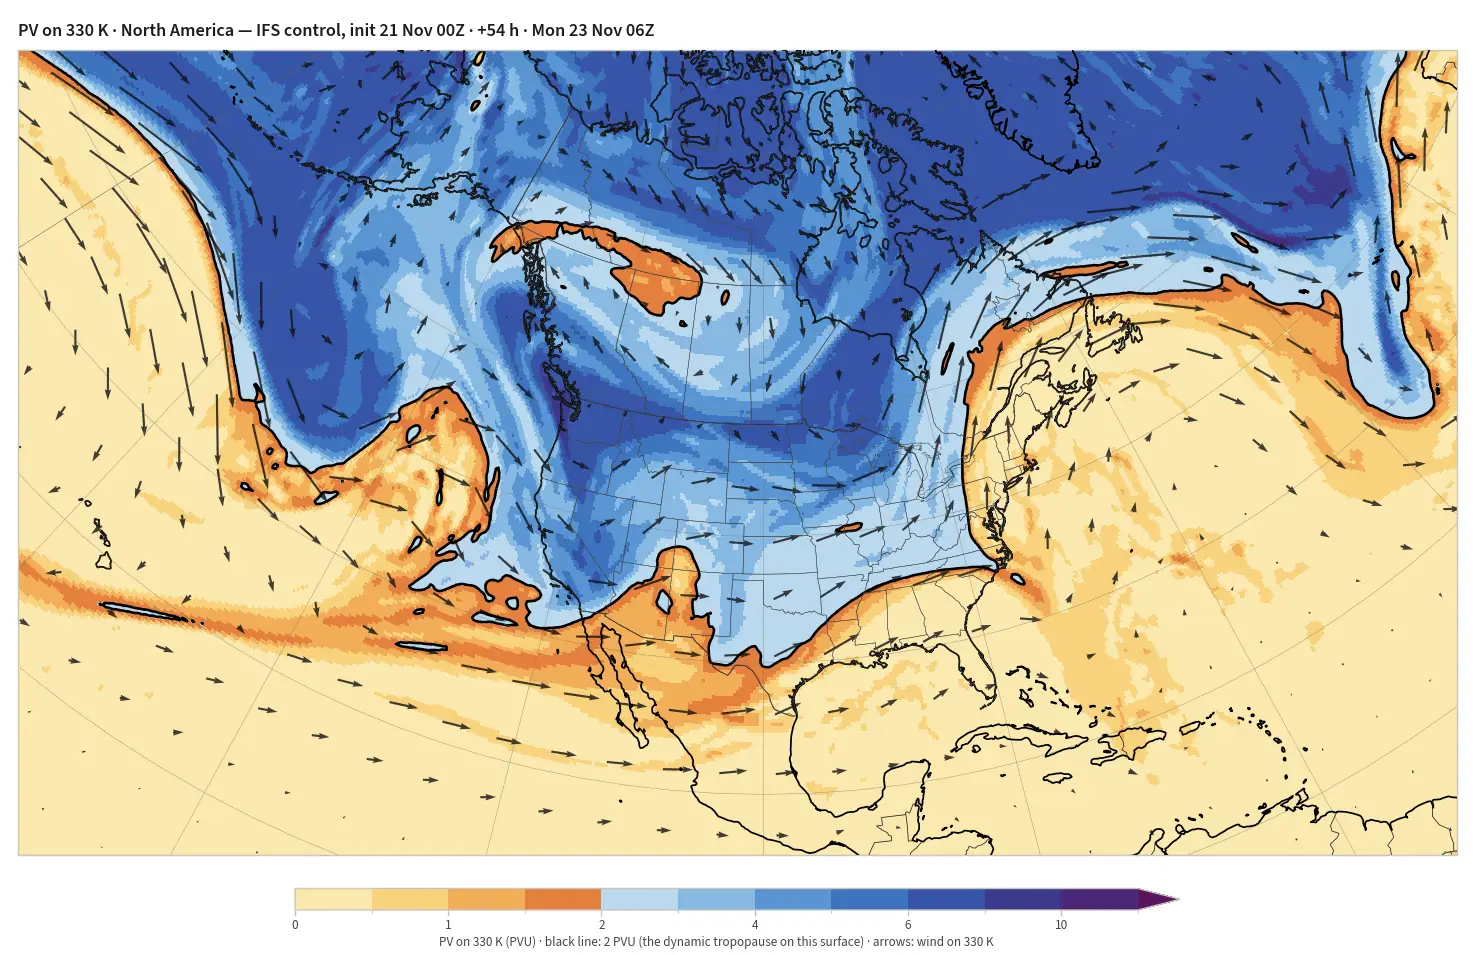 PV on 330 K · North America — IFS control, init 21 Nov 00Z · +54 h · Mon 23 Nov 06Z
0 1 2 4 6 10
PV on 330 K (PVU) · black line: 2 PVU (the dynamic tropopause on this surface) · arrows: wind on 330 K